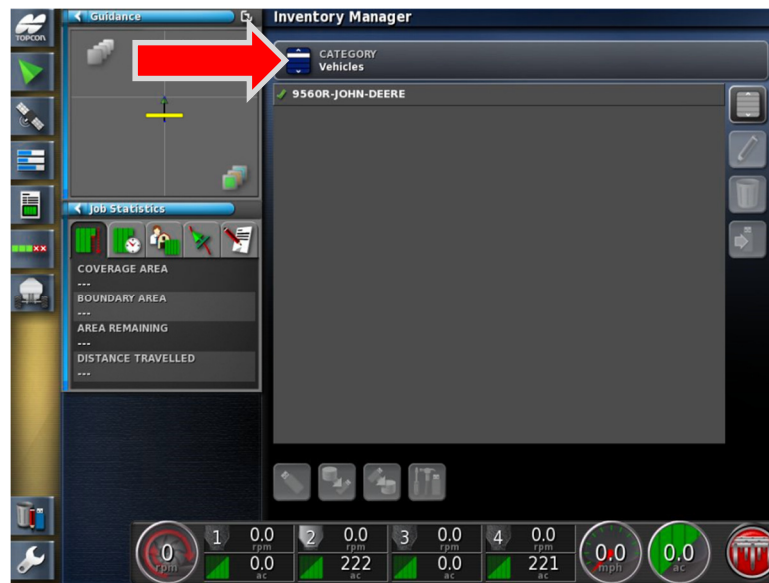 TOPCON
Guidance
Inventory Manager
CATEGORY
Vehicles
9560R-JOHN-DEERE
Job Statistics
COVERAGE AREA
---
BOUNDARY AREA
---
AREA REMAINING
---
DISTANCE TRAVELLED
---
0
rpm
1 0.0 rpm
0.0 ac
2 0.0 rpm
222 ac
3 0.0 rpm
0.0 ac
4 0.0 rpm
221 ac
0.0
mph
0.0
ac